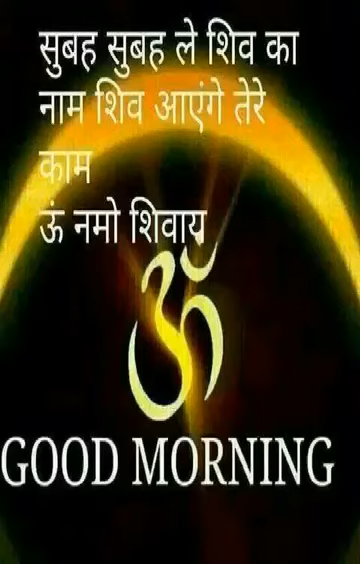 सुबह सुबह ले शिव का
नाम शिव आएंगे तेरे
काम
ऊं नमो शिवाय
ॐ
GOOD MORNING